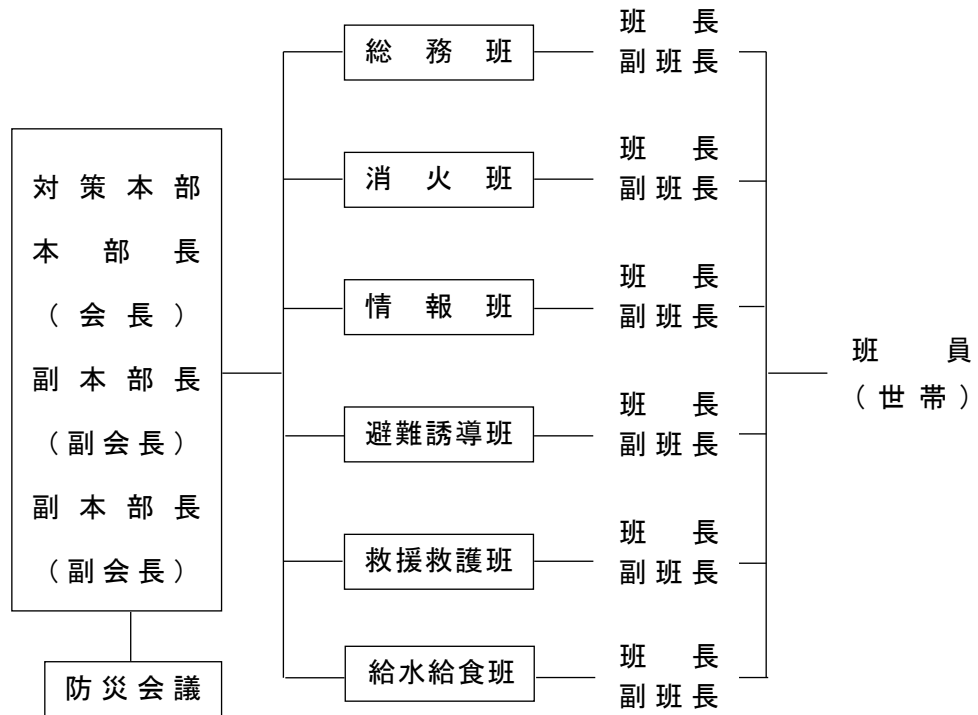 対策本部
本部長
（会長）
副本部長
（副会長）
副本部長
（副会長）
防災会議
総務班
班長
副班長
消火班
班長
副班長
情報班
班長
副班長
避難誘導班
班長
副班長
救援救護班
班長
副班長
給水給食班
班長
副班長
班員
（世帯）